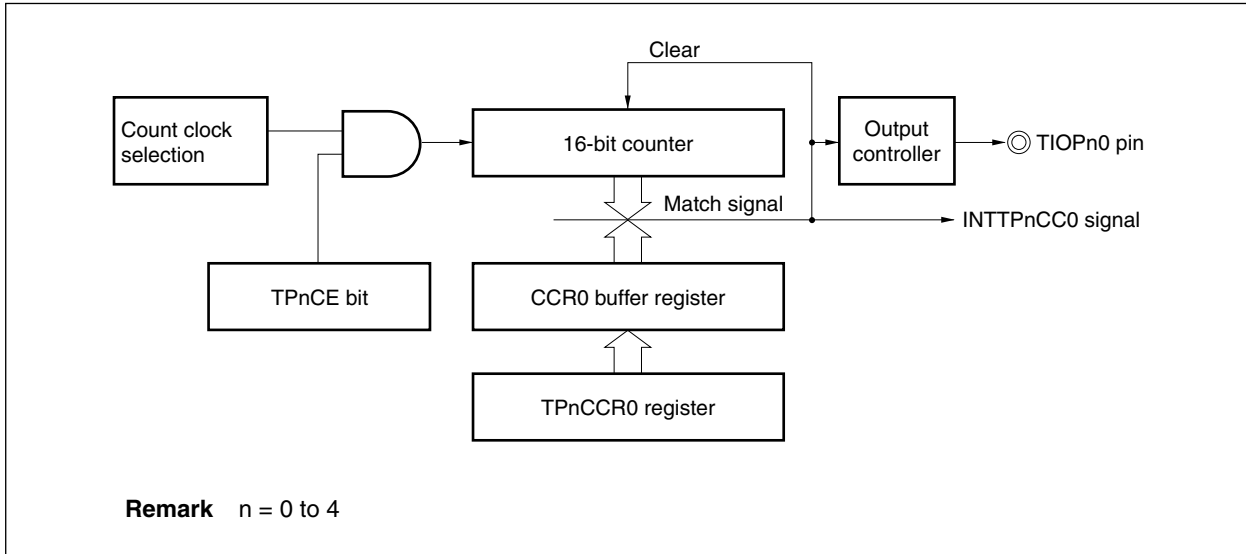 Clear
Count clock
selection
16-bit counter
Output
controller
TIOPn0 pin
Match signal
INTTPnCC0 signal
TPnCE bit
CCR0 buffer register
TPnCCR0 register
Remark n = 0 to 4